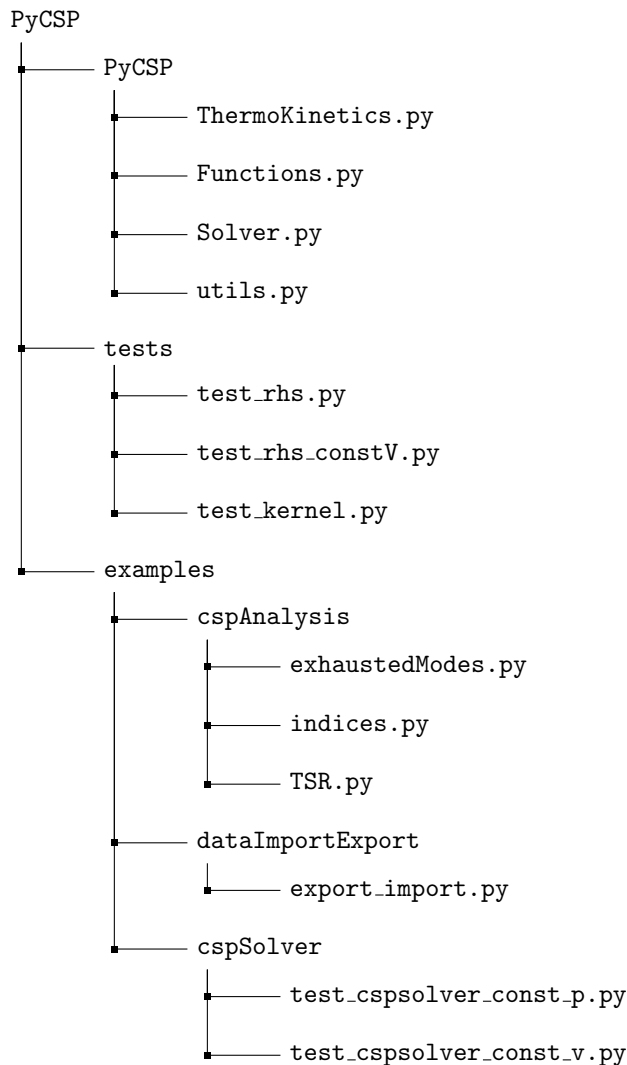 PyCSP
PyCSP
ThermoKinetics.py
Functions.py
Solver.py
utils.py
tests
test_rhs.py
test_rhs_constV.py
test_kernel.py
examples
cspAnalysis
exhaustedModes.py
indices.py
TSR.py
dataImportExport
export_import.py
cspSolver
test_cspsolver_const_p.py
test_cspsolver_const_v.py